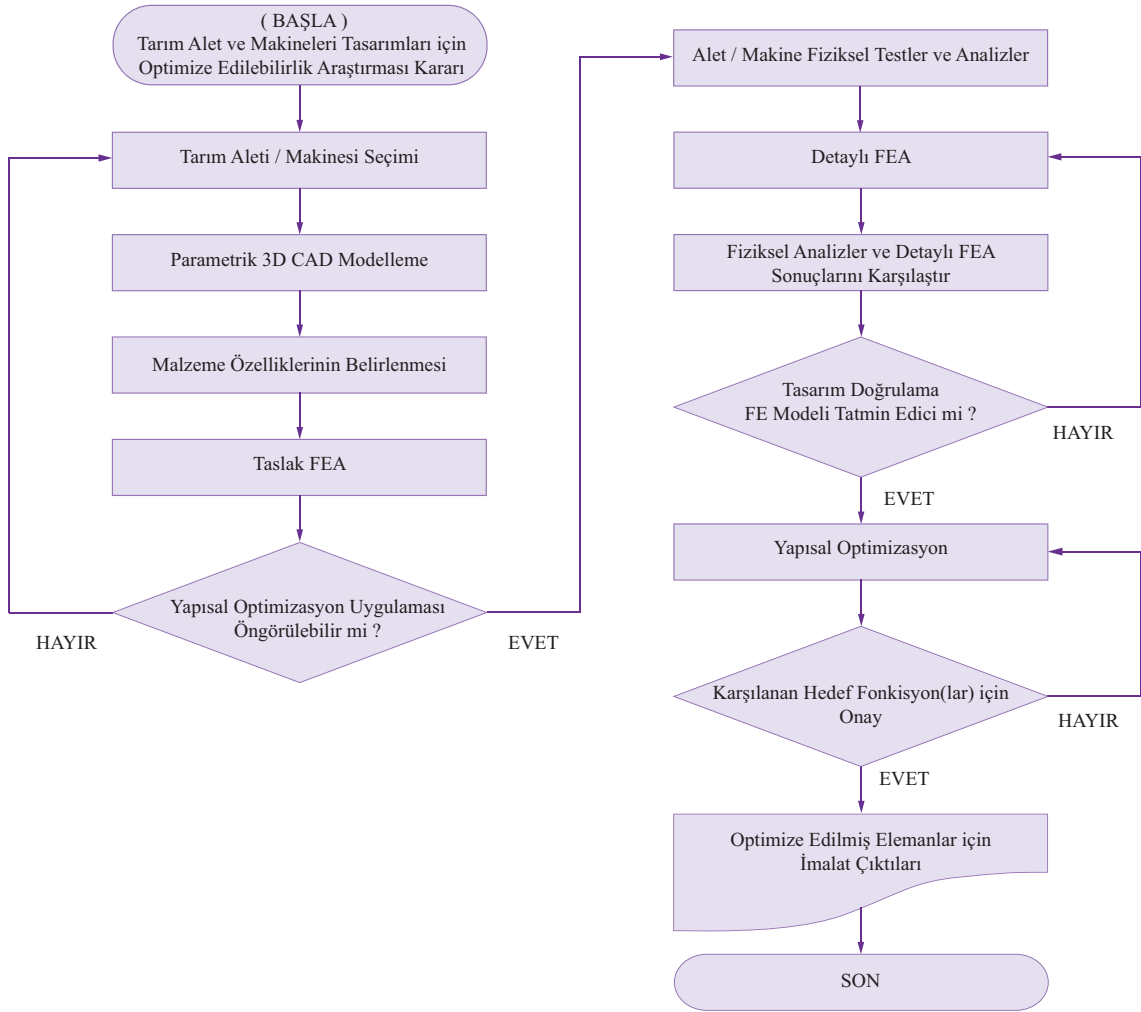 ( BAŞLA )
Tarım Alet ve Makineleri Tasarımları için
Optimize Edilebilirlik Araştırması Kararı
Tarım Aleti / Makinesi Seçimi
Parametrik 3D CAD Modelleme
Malzeme Özelliklerinin Belirlenmesi
Taslak FEA
Yapısal Optimizasyon Uygulaması
Öngörülebilir mi ?
HAYIR
EVET
Alet / Makine Fiziksel Testler ve Analizler
Detaylı FEA
Fiziksel Analizler ve Detaylı FEA
Sonuçlarını Karşılaştır
Tasarım Doğrulama
FE Modeli Tatmin Edici mi ?
HAYIR
EVET
Yapısal Optimizasyon
Karşılanan Hedef Fonkisyon(lar) için
Onay
HAYIR
EVET
Optimize Edilmiş Elemanlar için
İmalat Çıktıları
SON